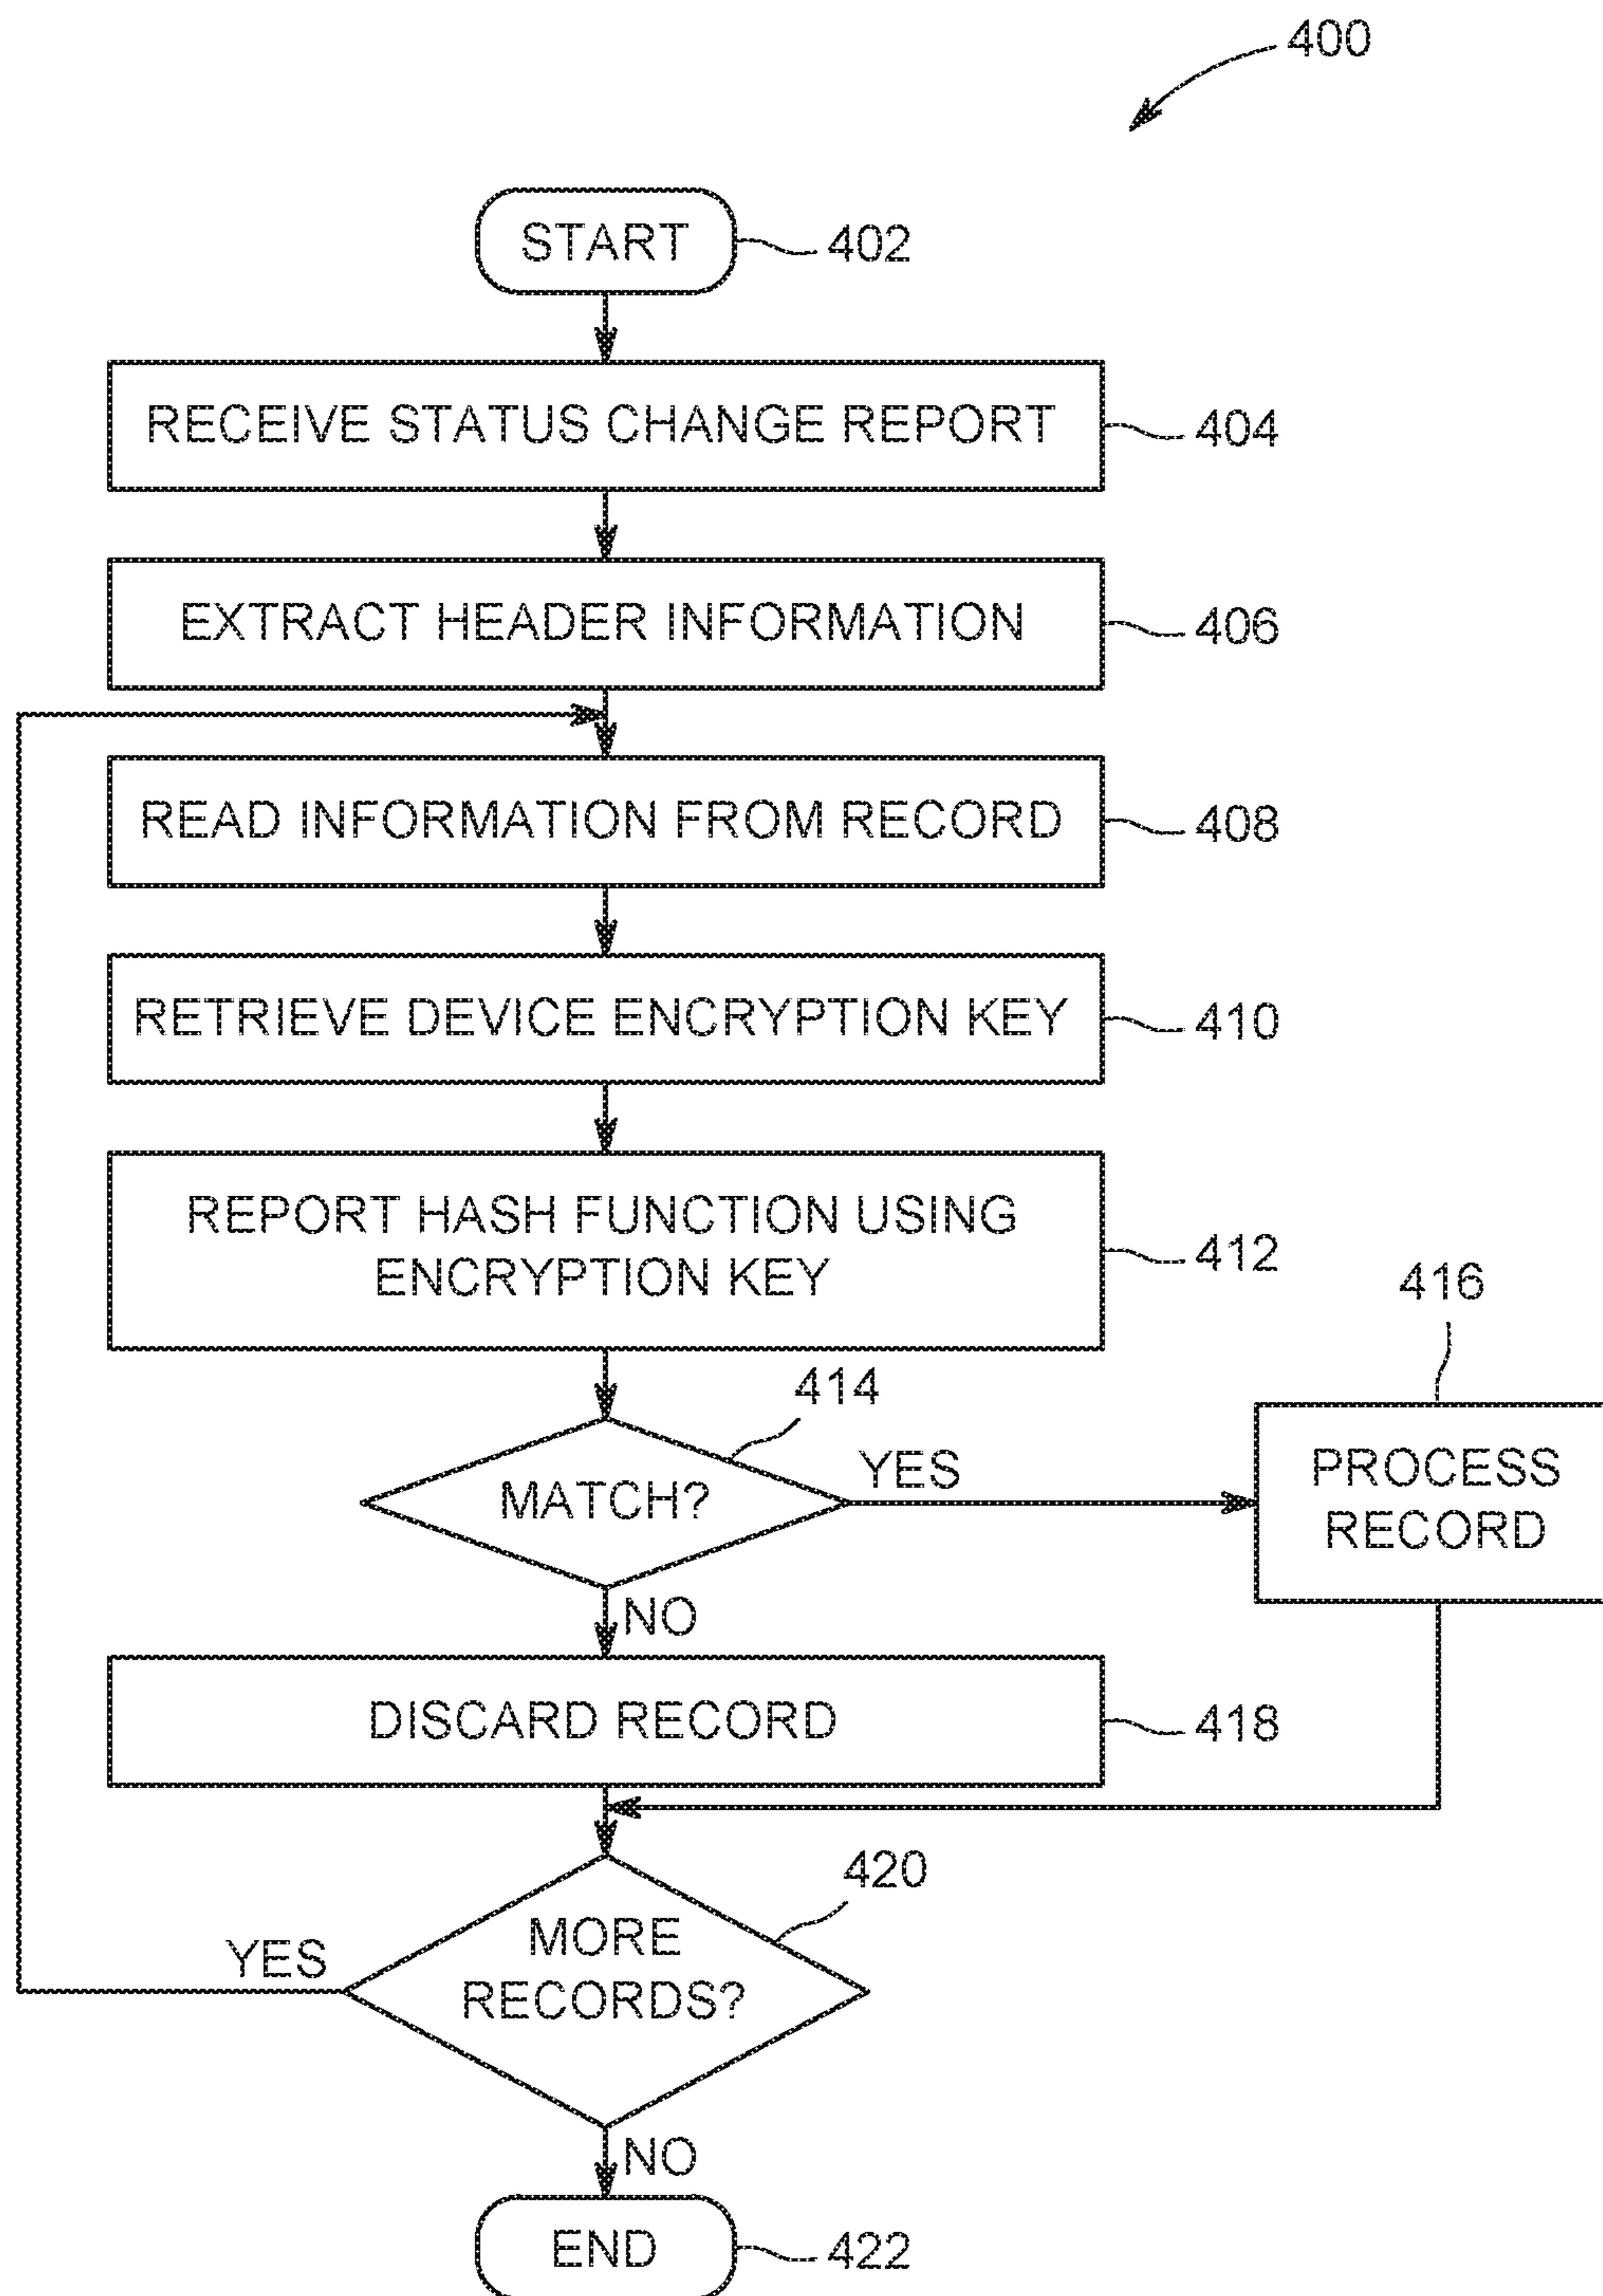 400
START
402
RECEIVE STATUS CHANGE REPORT
404
EXTRACT HEADER INFORMATION
406
READ INFORMATION FROM RECORD
408
RETRIEVE DEVICE ENCRYPTION KEY
410
REPORT HASH FUNCTION USING
ENCRYPTION KEY
412
414
MATCH?
YES
416
PROCESS
RECORD
NO
DISCARD RECORD
418
420
MORE
RECORDS?
YES
NO
END
422